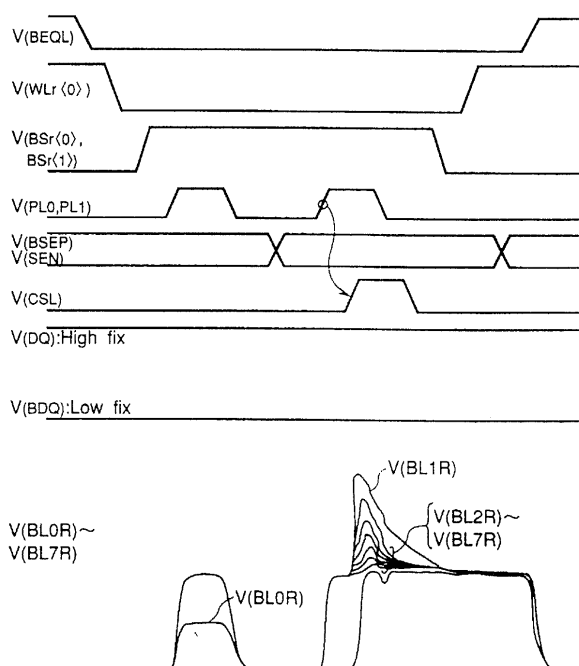 V(BEQL)
V(WLr⟨0⟩)
V(BSr⟨0⟩,
BSr⟨1⟩)
V(PL0,PL1)
V(BSEP)
V(SEN)
V(CSL)
V(DQ):High fix
V(BDQ):Low fix
V(BL1R)
V(BL0R)～
V(BL7R)
V(BL2R)～
V(BL7R)
V(BL0R)